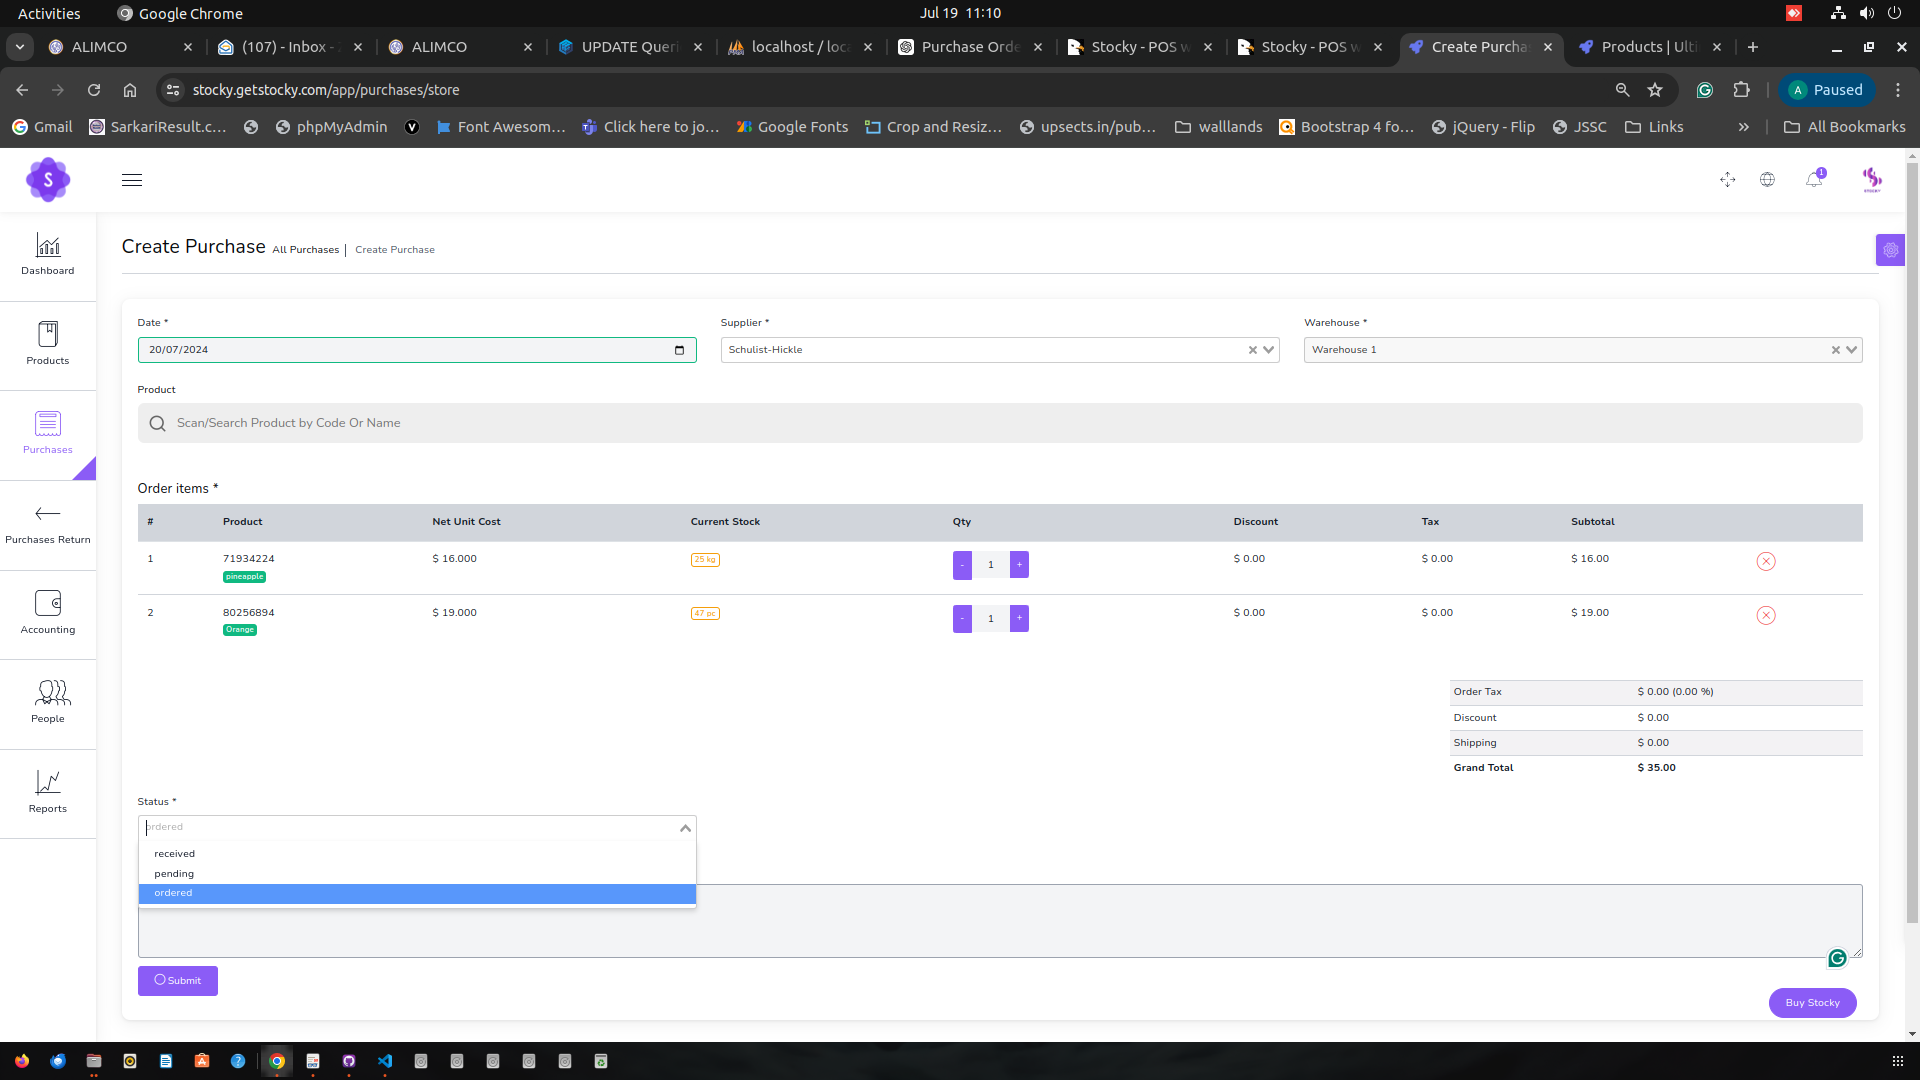 Activities
Google Chrome
Jul 19 11:10
ALIMCO
(107) - Inbox -
ALIMCO
UPDATE Queri
localhost / loc
Purchase Orde
Stocky - POS w
Stocky - POS w
Create Purcha
Products | Ulti
stocky.getstocky.com/app/purchases/store
A Paused
Gmail
SarkariResult.c...
phpMyAdmin
V
Font Awesom...
Click here to jo...
Google Fonts
Crop and Resiz...
upsects.in/pub...
walllands
Bootstrap 4 fo...
jQuery - Flip
JSSC
Links
»
All Bookmarks
S
1
STOCKY
Create Purchase All Purchases | Create Purchase
Dashboard
Products
Purchases
Purchases Return
Accounting
People
Reports
Date * Supplier * Warehouse *
20/07/2024 Schulist-Hickle Warehouse 1
Product
Scan/Search Product by Code Or Name
Order items *
# Product Net Unit Cost Current Stock Qty Discount Tax Subtotal
1 71934224 $ 16.000 25 kg - 1 + $ 0.00 $ 0.00 $ 16.00
pineapple
2 80256894 $ 19.000 47 pc - 1 + $ 0.00 $ 0.00 $ 19.00
Orange
Order Tax $ 0.00 (0.00 %)
Discount $ 0.00
Shipping $ 0.00
Grand Total $ 35.00
Status *
ordered
received
pending
ordered
Submit
Buy Stocky